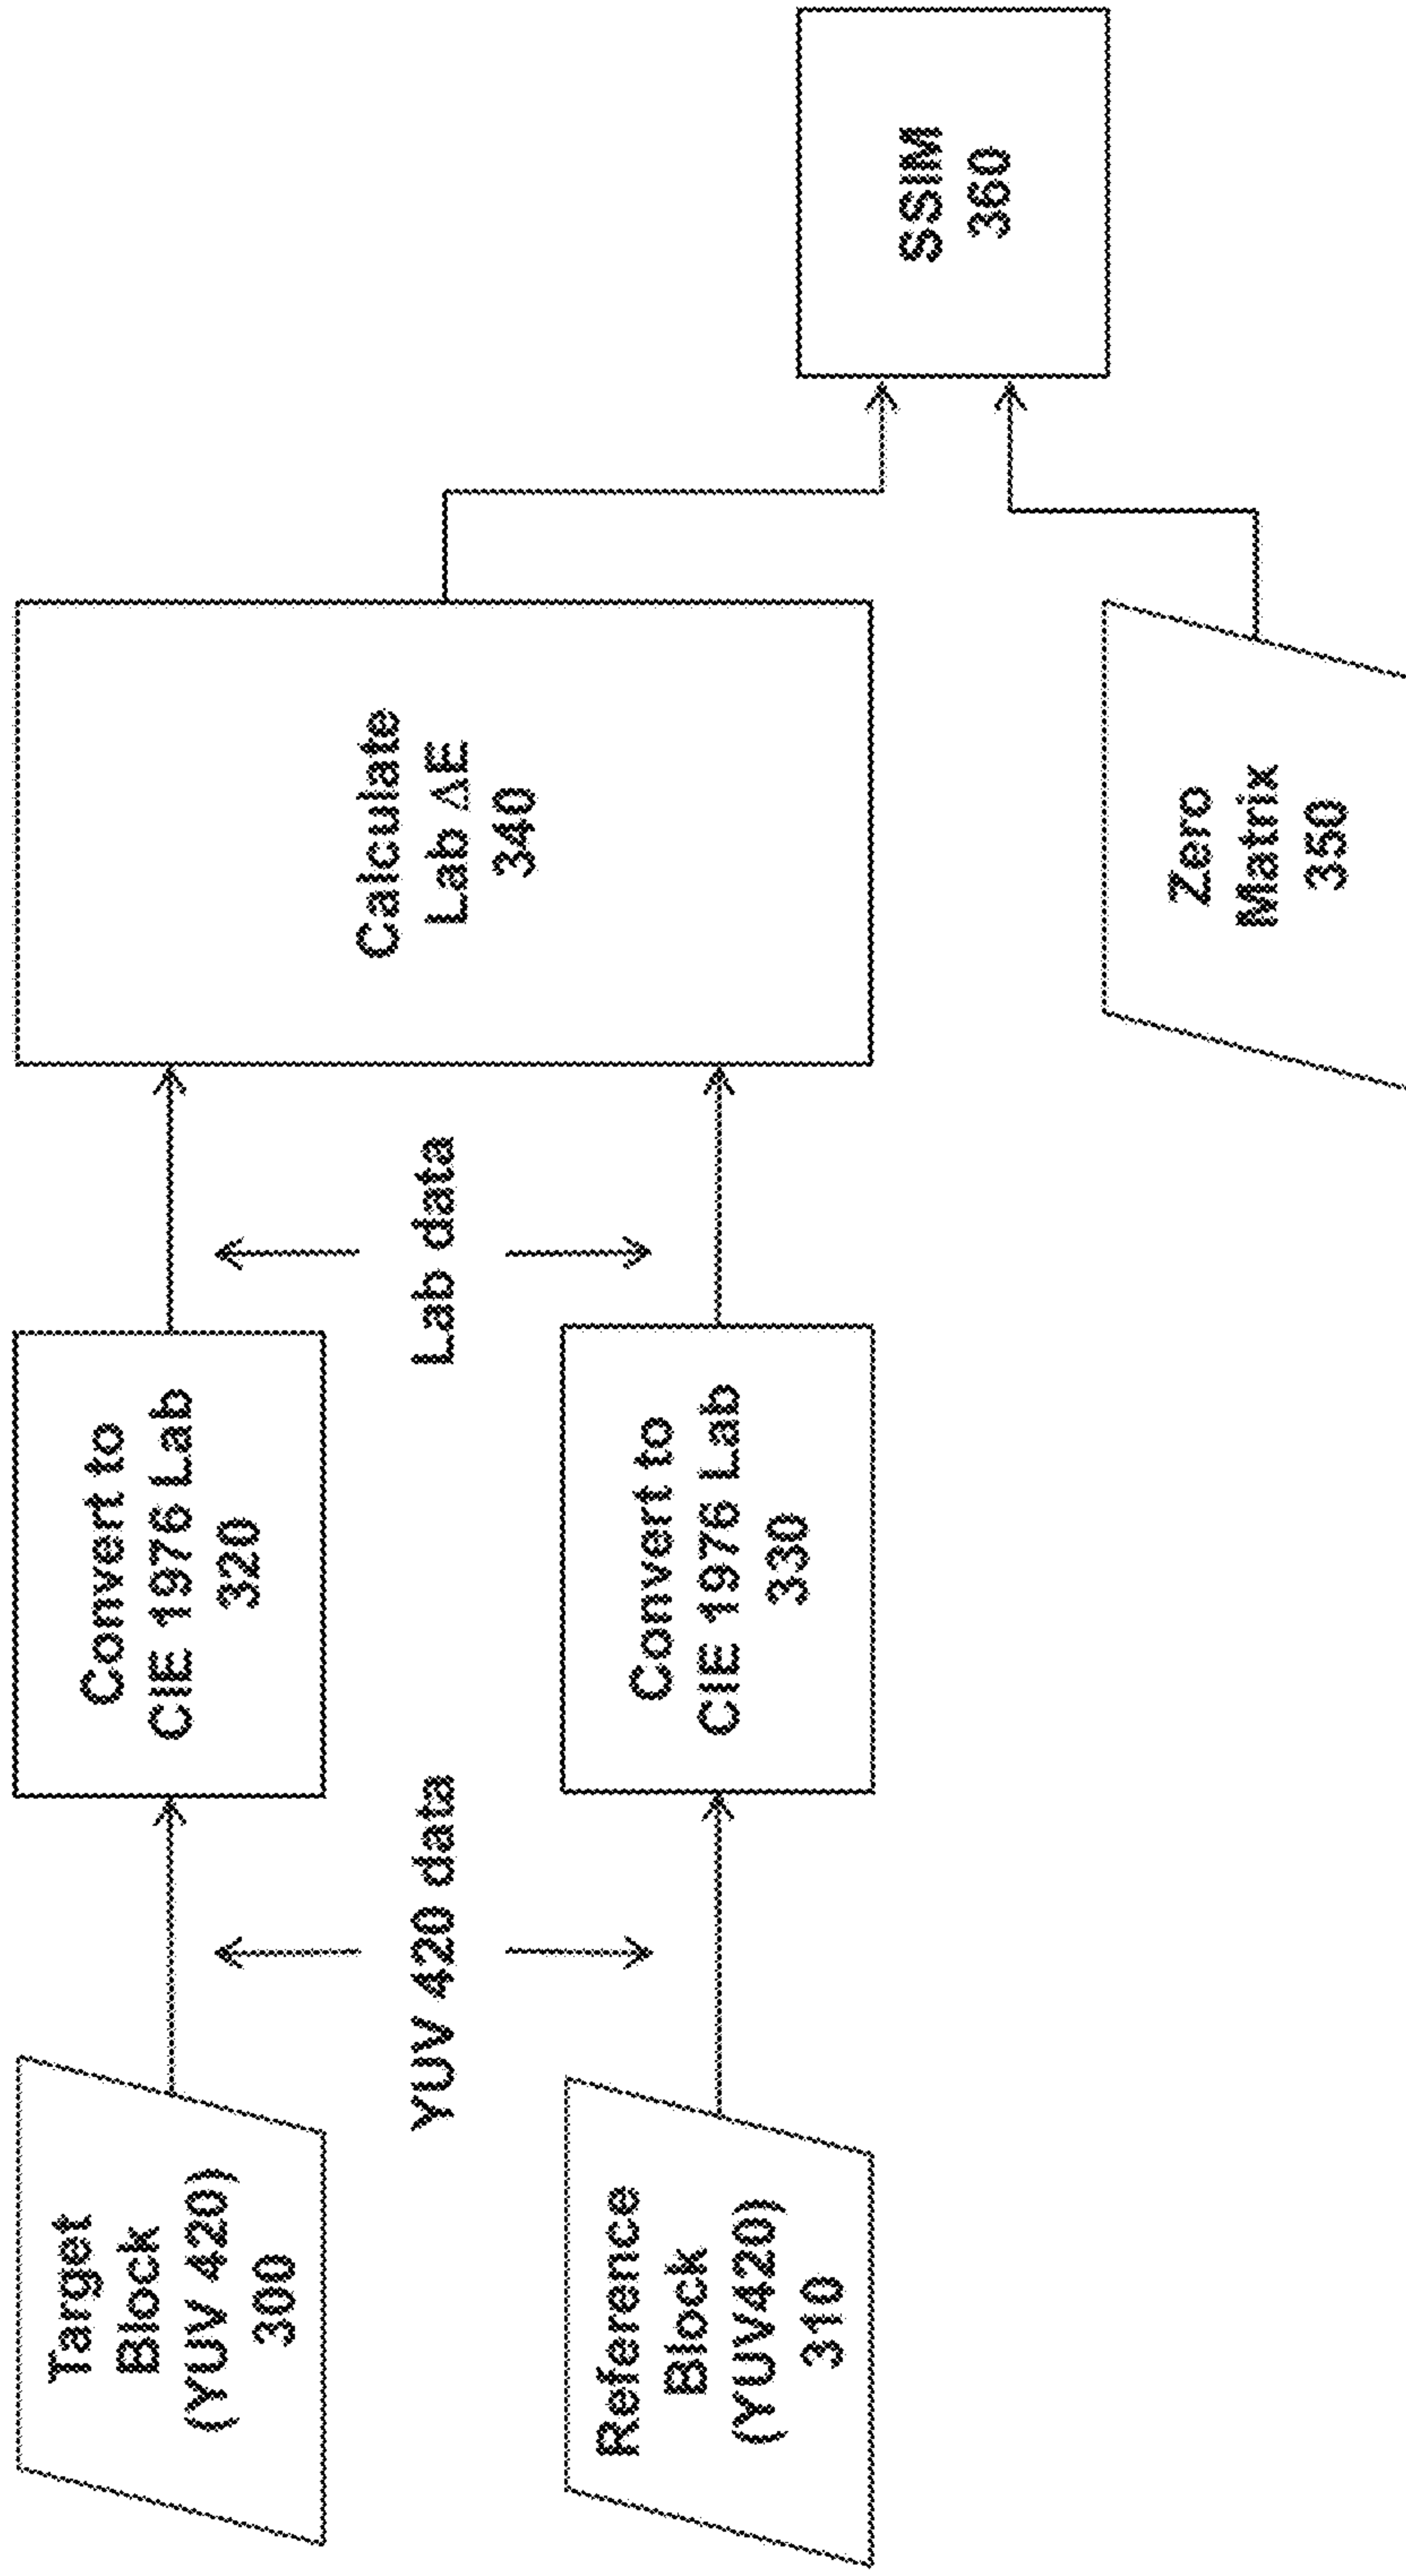 Target
Block
(YUV 420)
300
Reference
Block
(YUV420)
310
YUV 420 data
Convert to
CIE 1976 Lab
320
Convert to
CIE 1976 Lab
330
Lab data
Calculate
Lab ΔE
340
Zero
Matrix
350
SSIM
360